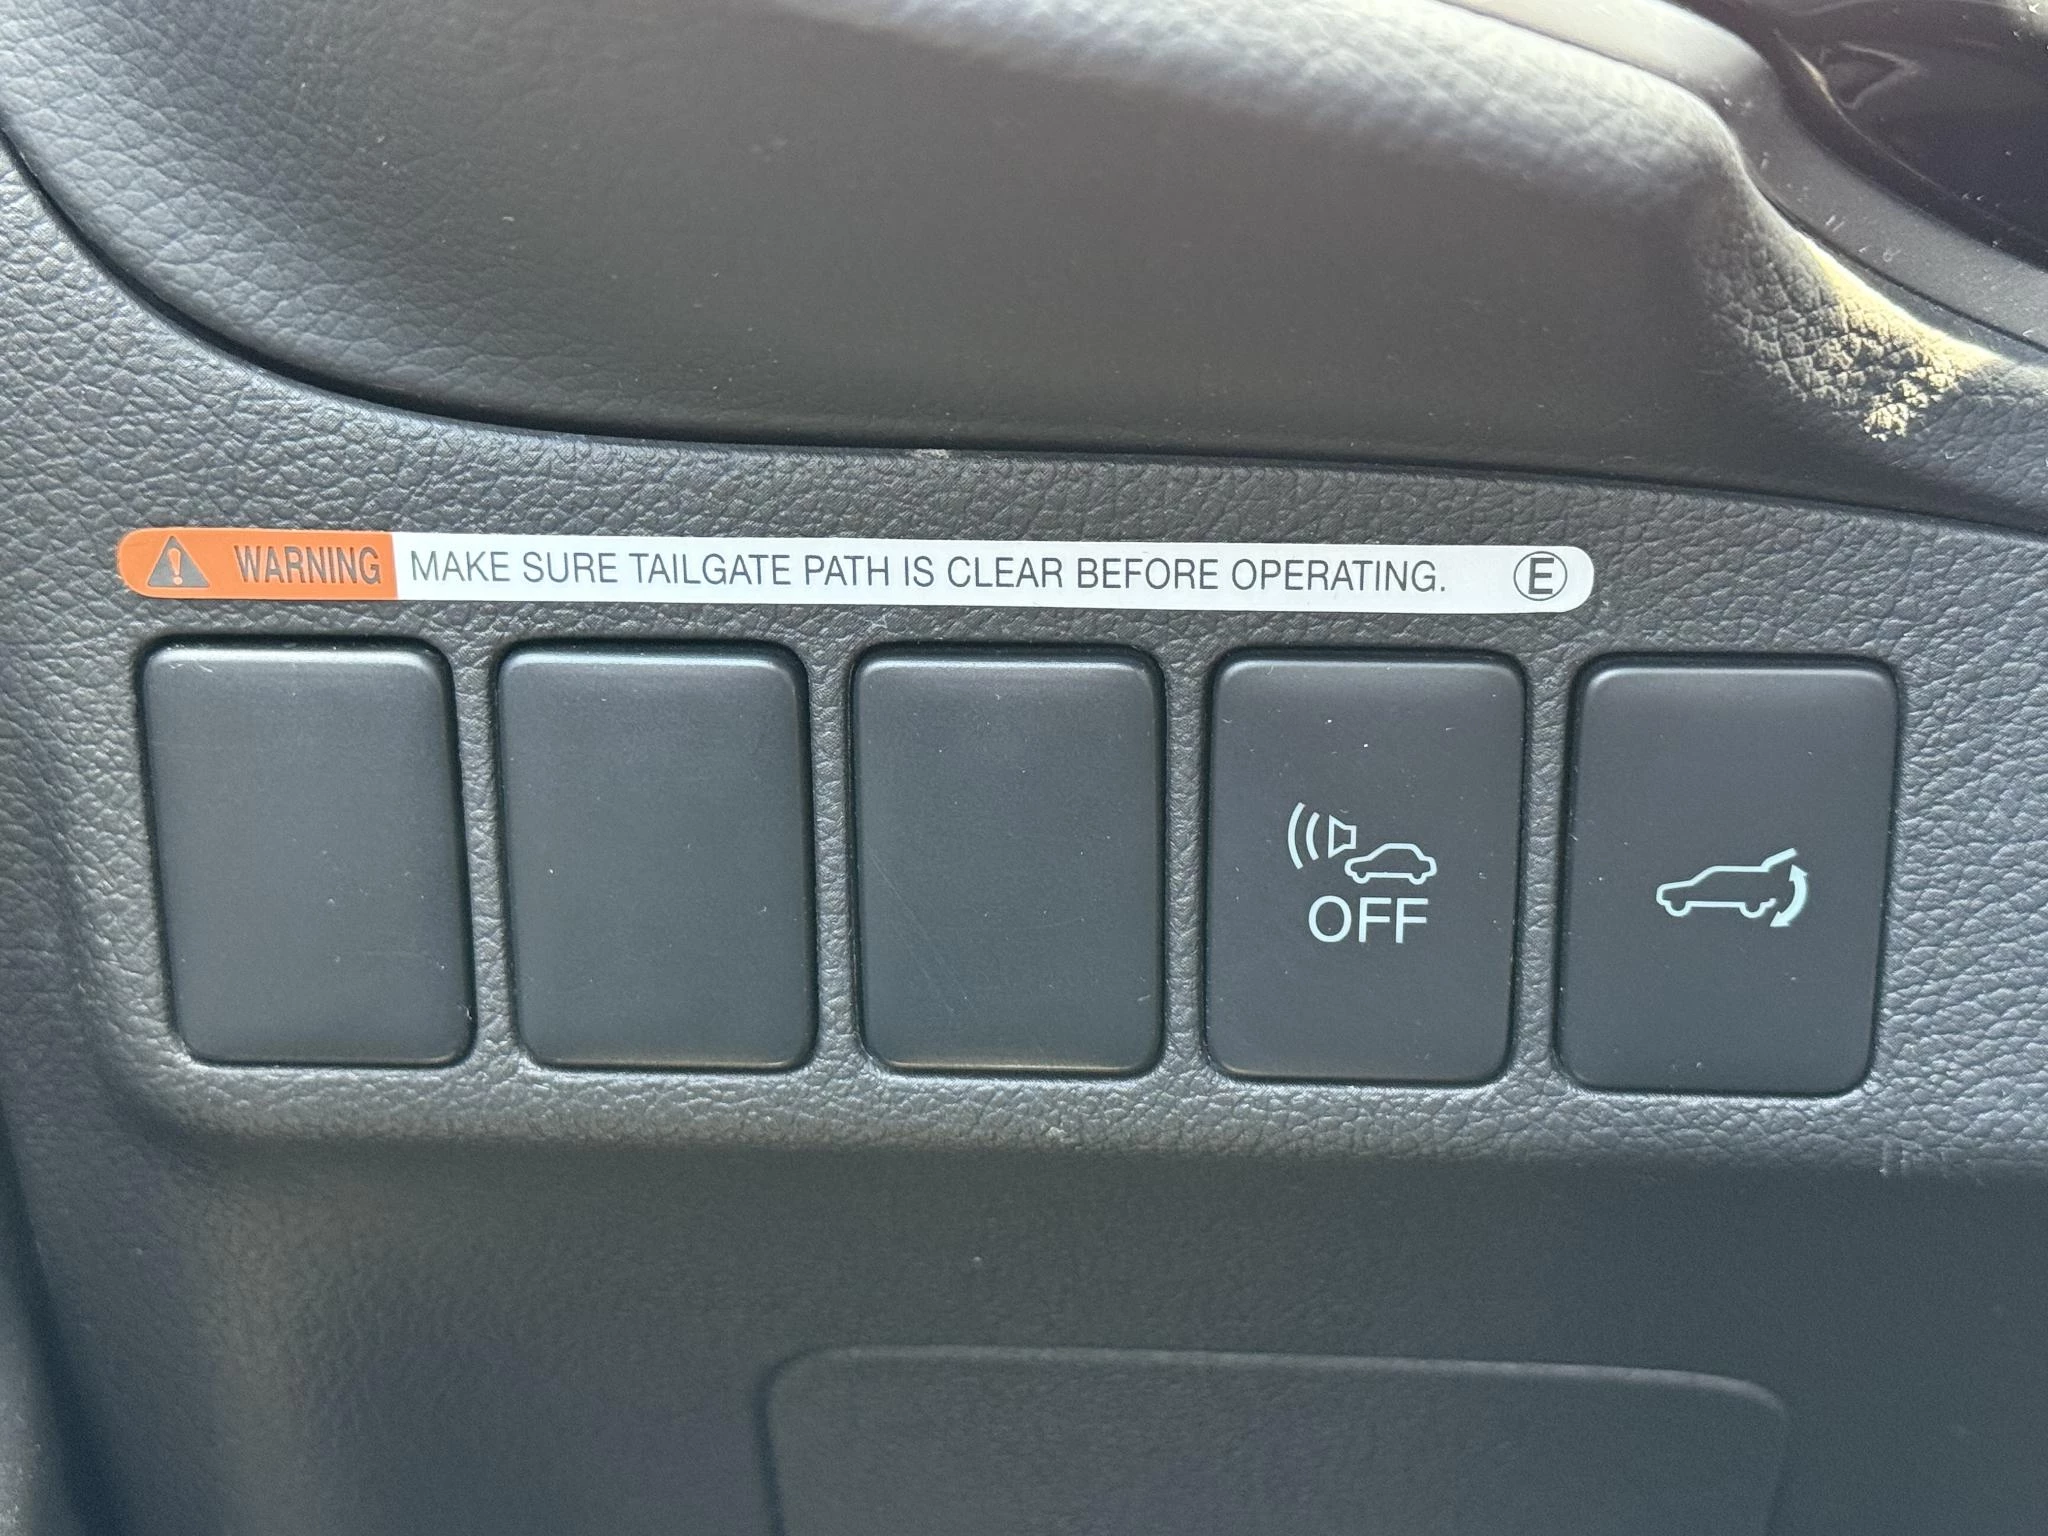 WARNING MAKE SURE TAILGATE PATH IS CLEAR BEFORE OPERATING. Ⓔ
OFF